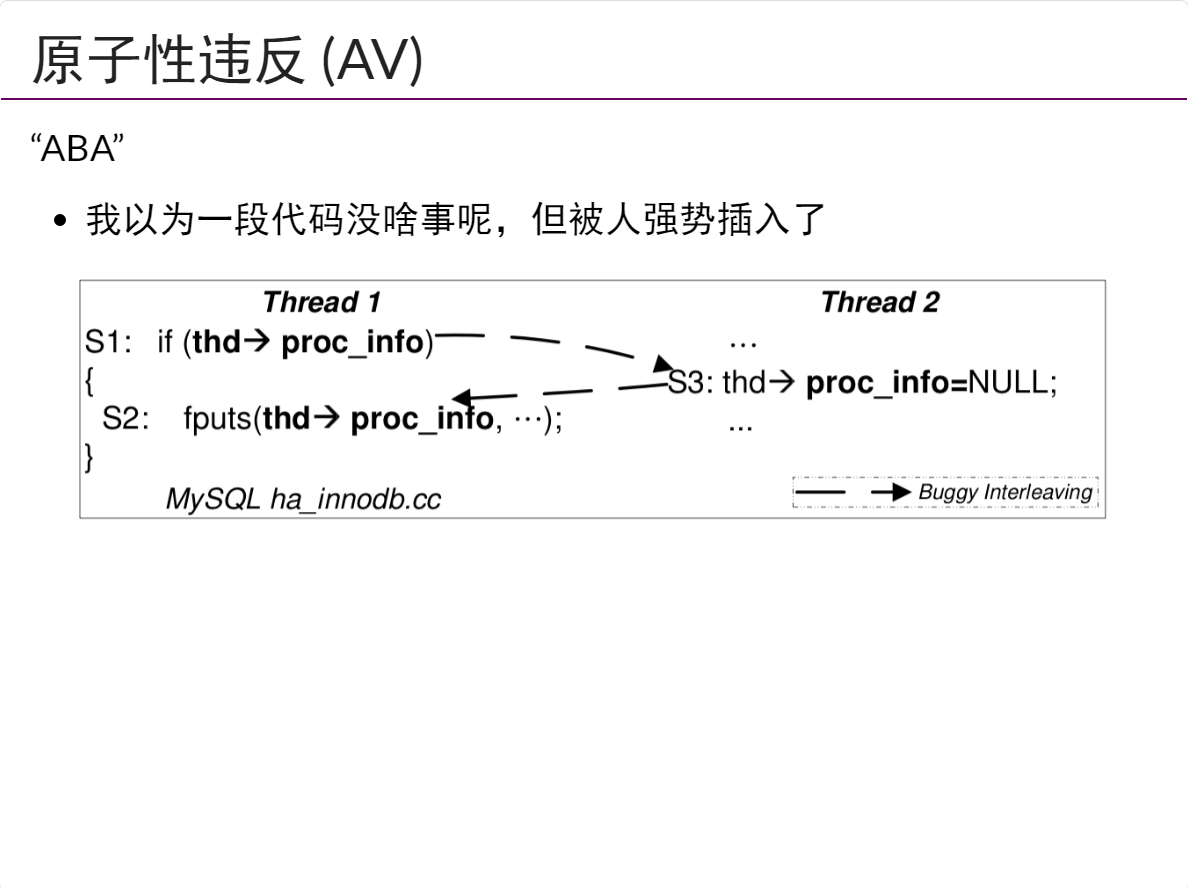 原子性违反 (AV)
“ABA”
• 我以为一段代码没啥事呢，但被人强势插入了
Thread 1
Thread 2
S1: if (thd→ proc_info)
...
{
S3: thd→ proc_info=NULL;
S2: fputs(thd→ proc_info, ...);
...
}
MySQL ha_innodb.cc
Buggy Interleaving